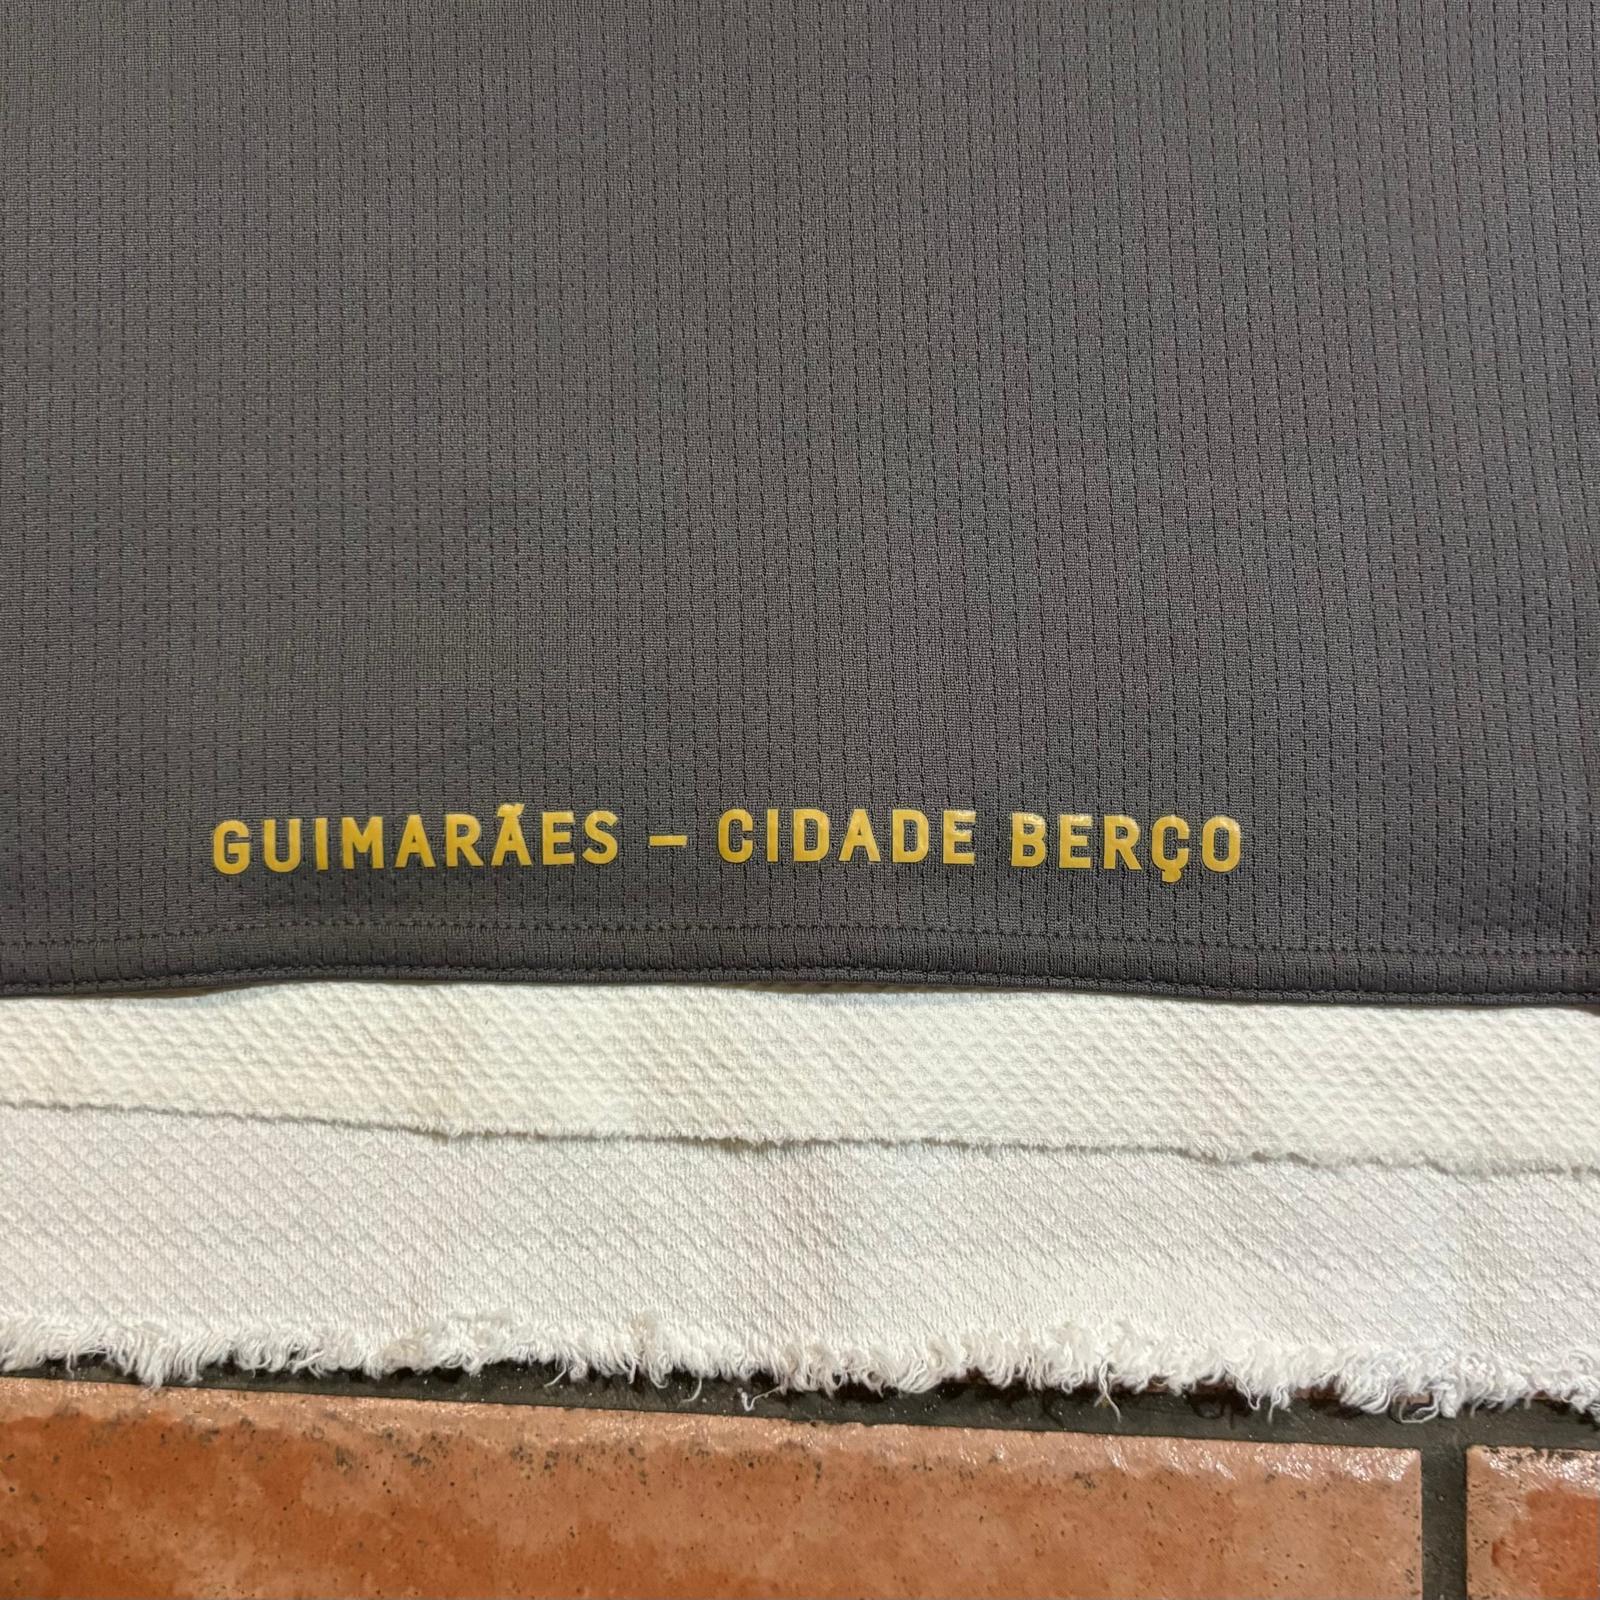 GUIMARÃES – CIDADE BERÇO